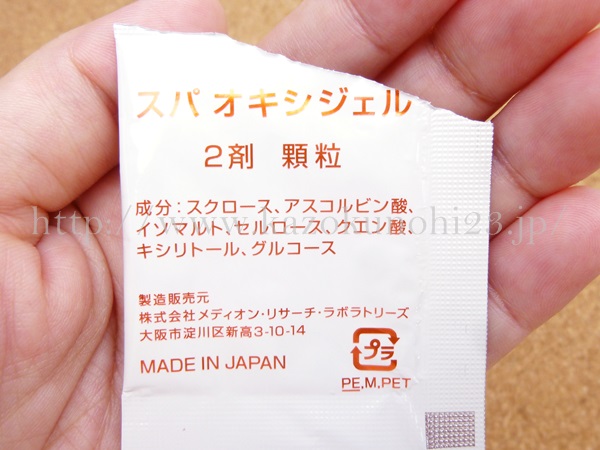 スパ オキシジェル
2剤 顆粒
成分：スクロース、アスコルビン酸、
イソマルト、セルロース、クエン酸、
キシリトール、グルコース
http://www.kazokunohi23.jp/
製造販売元
株式会社メディオン・リサーチ・ラボラトリーズ
大阪市淀川区新高3-10-14
MADE IN JAPAN
プラ
PE,M,PET